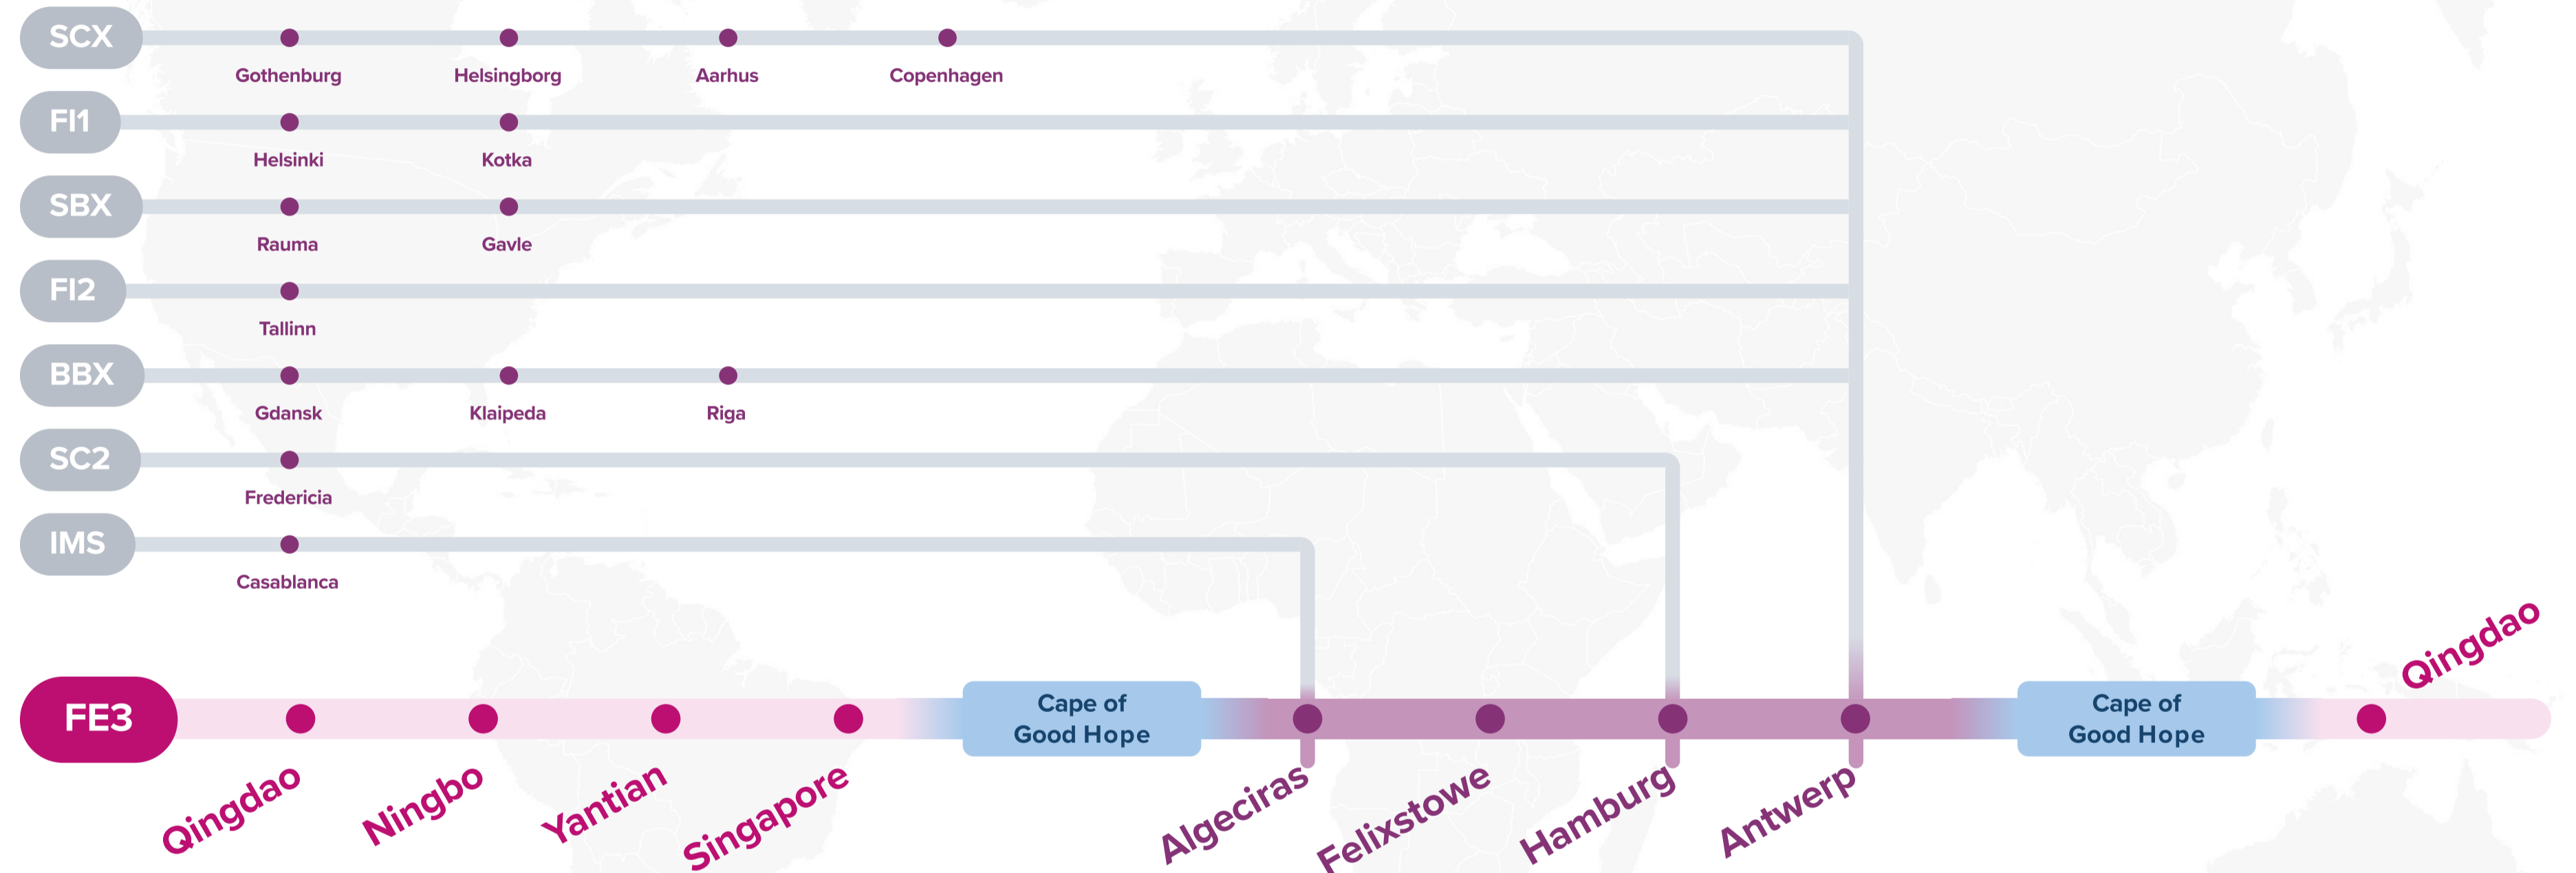 SCX
Gothenburg Helsingborg Aarhus Copenhagen
FI1
Helsinki Kotka
SBX
Rauma Gavle
FI2
Tallinn
BBX
Gdansk Klaipeda Riga
SC2
Fredericia
IMS
Casablanca
FE3
Cape of
Good Hope
Cape of
Good Hope
Qingdao
Qingdao
Ningbo
Yantian
Singapore
Algeciras
Felixstowe
Hamburg
Antwerp